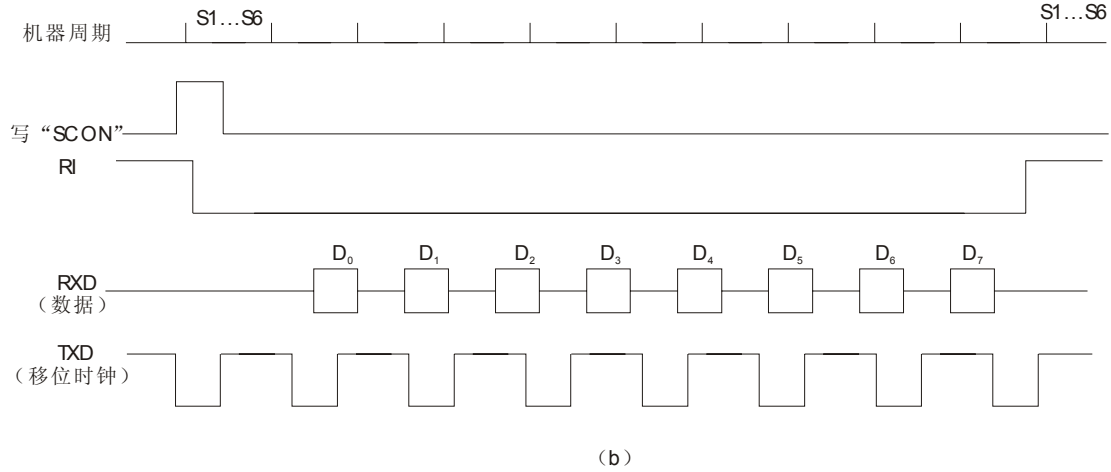 S1…S6 S1…S6
机器周期
写“SCON”
RI
D₀ D₁ D₂ D₃ D₄ D₅ D₆ D₇
RXD
（数据）
TXD
（移位时钟）
（b）